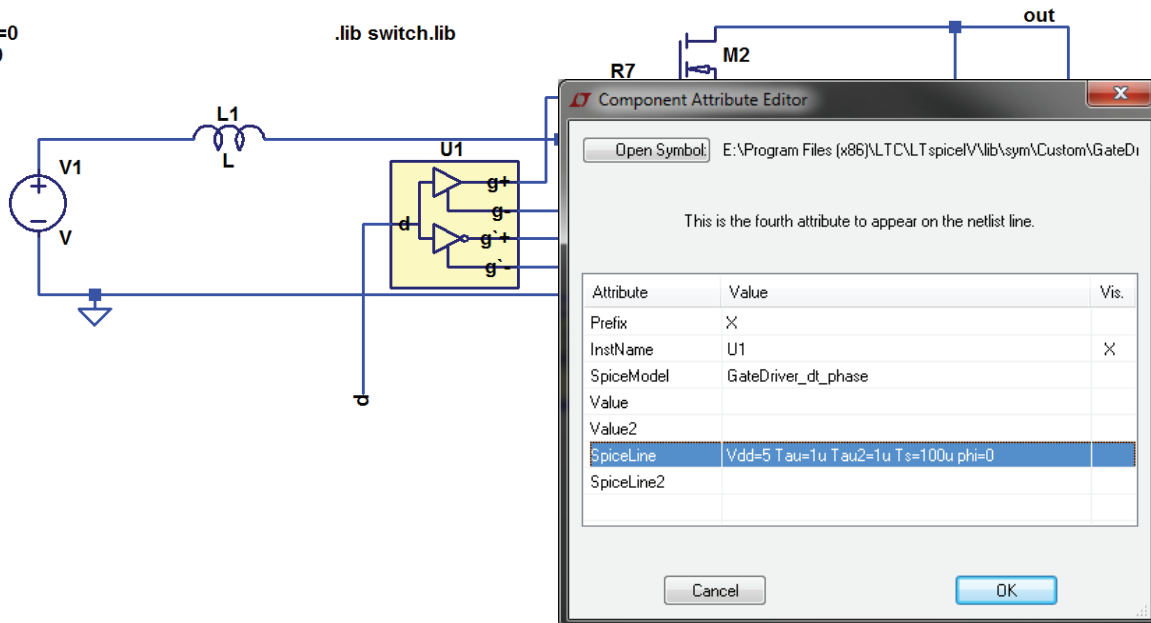 =0
.lib switch.lib
out
M2
R7
Component Attribute Editor
x
L1
L
V1
V
U1
g+
g-
d
g`+
g`-
d
Open Symbol:
E:\Program Files (x86)\LTC\LTspiceIV\lib\sym\Custom\GateDr
This is the fourth attribute to appear on the netlist line.
Attribute Value Vis.
Prefix X
InstName U1 X
SpiceModel GateDriver_dt_phase
Value
Value2
SpiceLine Vdd=5 Tau=1u Tau2=1u Ts=100u phi=0
SpiceLine2
Cancel
OK